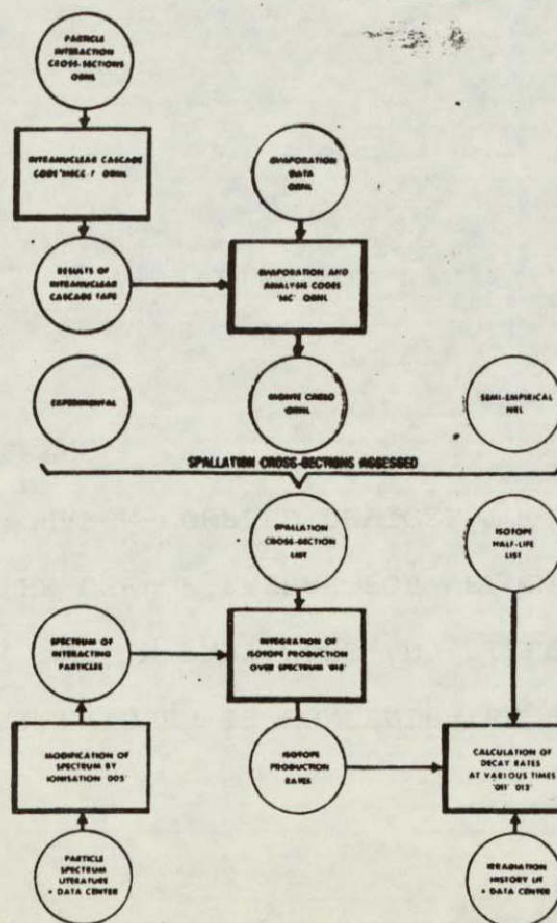 PARTICLE
INTERACTION
CROSS-SECTIONS
ORNL
INTRANUCLEAR CASCADE
CODE ORNL
EVAPORATION
DATA
ORNL
RESULTS OF
INTRANUCLEAR
CASCADE TAPE
EVAPORATION AND
ANALYSIS CODES
ORNL
EXPERIMENTAL
MONTE CARLO
ORNL
SEMI-EMPIRICAL
NRL
SPALLATION CROSS-SECTIONS ASSESSED
SPALLATION
CROSS-SECTION
LIST
ISOTOPE
HALF-LIFE
LIST
SPECTRUM OF
INTERACTING
PARTICLES
INTEGRATION OF
ISOTOPE PRODUCTION
OVER SPECTRUM
MODIFICATION OF
SPECTRUM BY
IONISATION
ISOTOPE
PRODUCTION
RATES
CALCULATION OF
DECAY RATES
AT VARIOUS TIMES
'011' '012'
PARTICLE
SPECTRUM
LITERATURE
+ DATA CENTER
IRRADIATION
HISTORY LIT
+ DATA CENTER